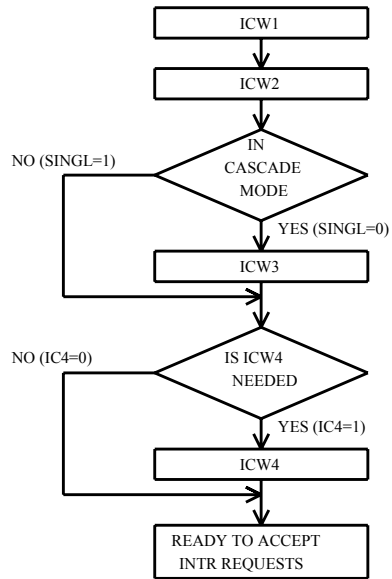 ICW1
ICW2
IN
CASCADE
MODE
NO (SINGL=1)
YES (SINGL=0)
ICW3
IS ICW4
NEEDED
NO (IC4=0)
YES (IC4=1)
ICW4
READY TO ACCEPT
INTR REQUESTS